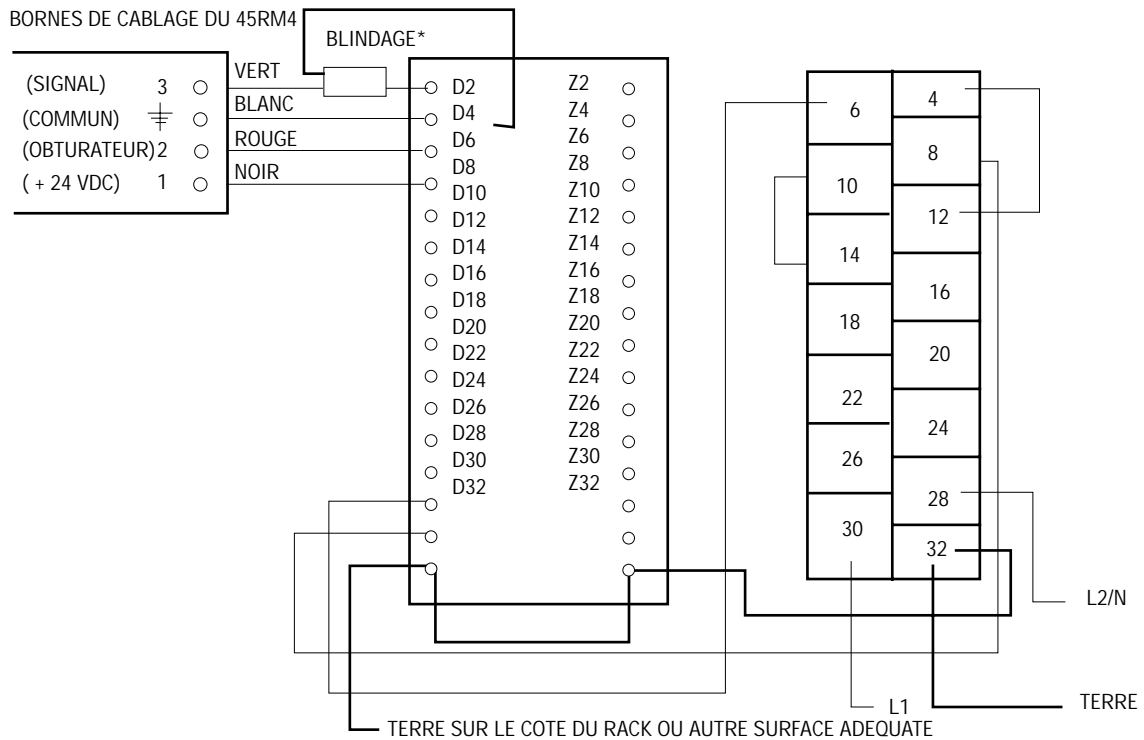 BORNES DE CABLAGE DU 45RM4
BLINDAGE*
(SIGNAL) 3
VERT
(COMMUN)
BLANC
(OBTURATEUR) 2
ROUGE
( + 24 VDC) 1
NOIR
D2
D4
D6
D8
D10
D12
D14
D16
D18
D20
D22
D24
D26
D28
D30
D32
Z2
Z4
Z6
Z8
Z10
Z12
Z14
Z16
Z18
Z20
Z22
Z24
Z26
Z28
Z30
Z32
6
10
14
18
22
26
30
4
8
12
16
20
24
28
32
L2/N
L1
TERRE
TERRE SUR LE COTE DU RACK OU AUTRE SURFACE ADEQUATE